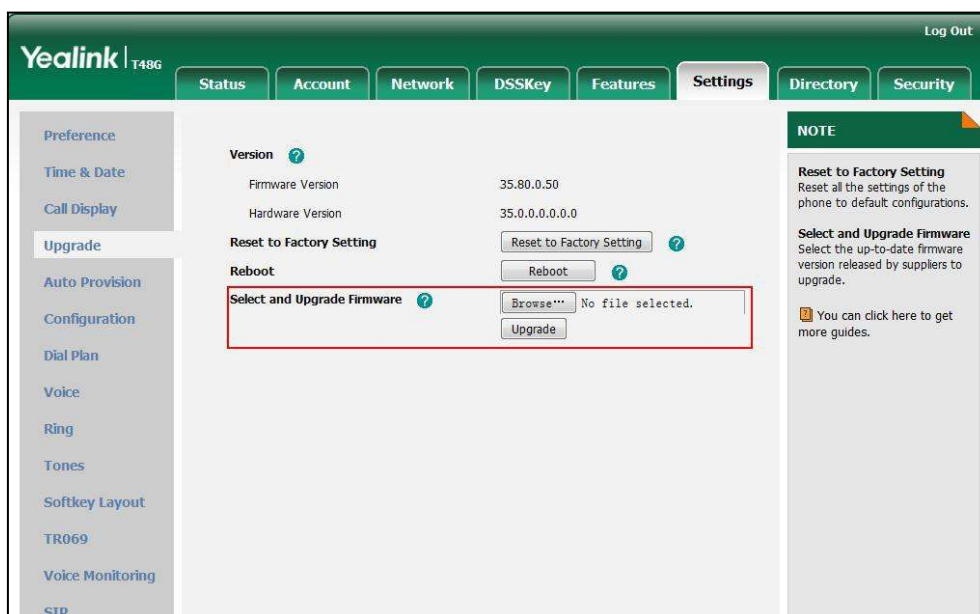 Log Out
Yealink T48G
Status Account Network DSSKey Features Settings Directory Security
Preference
Time & Date
Call Display
Upgrade
Auto Provision
Configuration
Dial Plan
Voice
Ring
Tones
Softkey Layout
TR069
Voice Monitoring
SIP
Version
Firmware Version 35.80.0.50
Hardware Version 35.0.0.0.0.0.0
Reset to Factory Setting Reset to Factory Setting
Reboot Reboot
Select and Upgrade Firmware Browse... No file selected.
Upgrade
NOTE
Reset to Factory Setting
Reset all the settings of the
phone to default configurations.
Select and Upgrade Firmware
Select the up-to-date firmware
version released by suppliers to
upgrade.
You can click here to get
more guides.